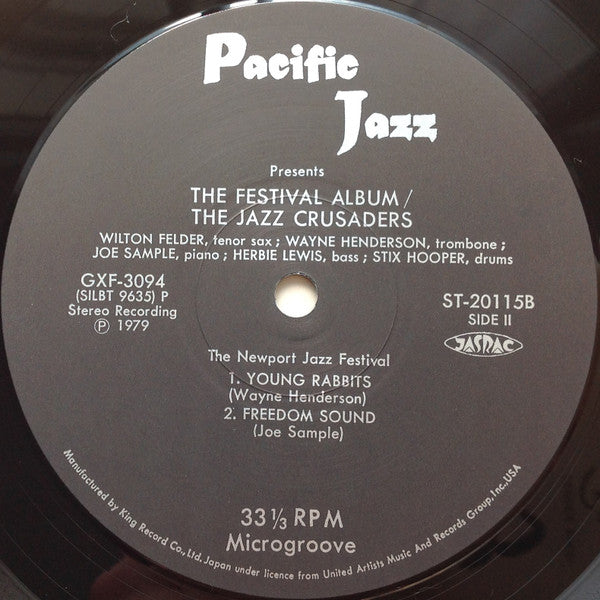 Pacific
Jazz
Presents
THE FESTIVAL ALBUM /
THE JAZZ CRUSADERS
WILTON FELDER, tenor sax ; WAYNE HENDERSON, trombone ;
JOE SAMPLE, piano ; HERBIE LEWIS, bass ; STIX HOOPER, drums
GXF-3094
(SILBT 9635) P
Stereo Recording
Ⓟ 1979
ST-20115B
SIDE II
JASRAC
The Newport Jazz Festival
1. YOUNG RABBITS
(Wayne Henderson)
2. FREEDOM SOUND
(Joe Sample)
33 1/3 RPM
Microgroove
Manufactured by King Record Co., Ltd. Japan under licence from United Artists Music And Records Group, Inc., USA